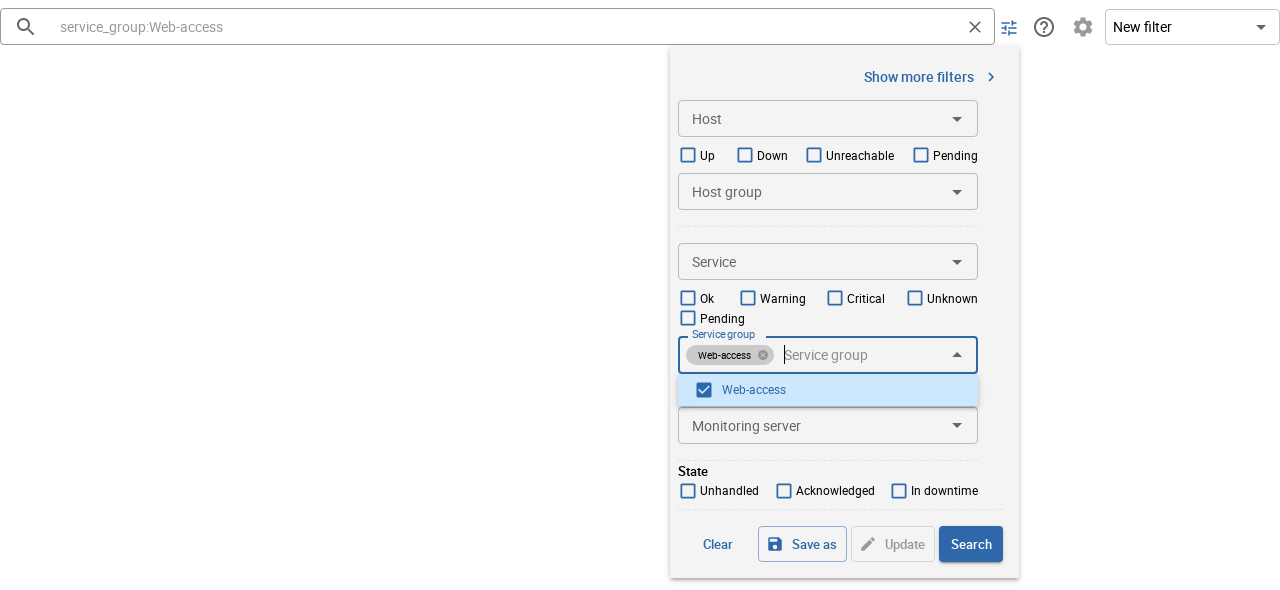 service_group:Web-access
New filter
Show more filters
Host
Up Down Unreachable Pending
Host group
Service
Ok Warning Critical Unknown
Pending
Service group
Web-access Service group
Web-access
Monitoring server
State
Unhandled Acknowledged In downtime
Clear Save as Update Search